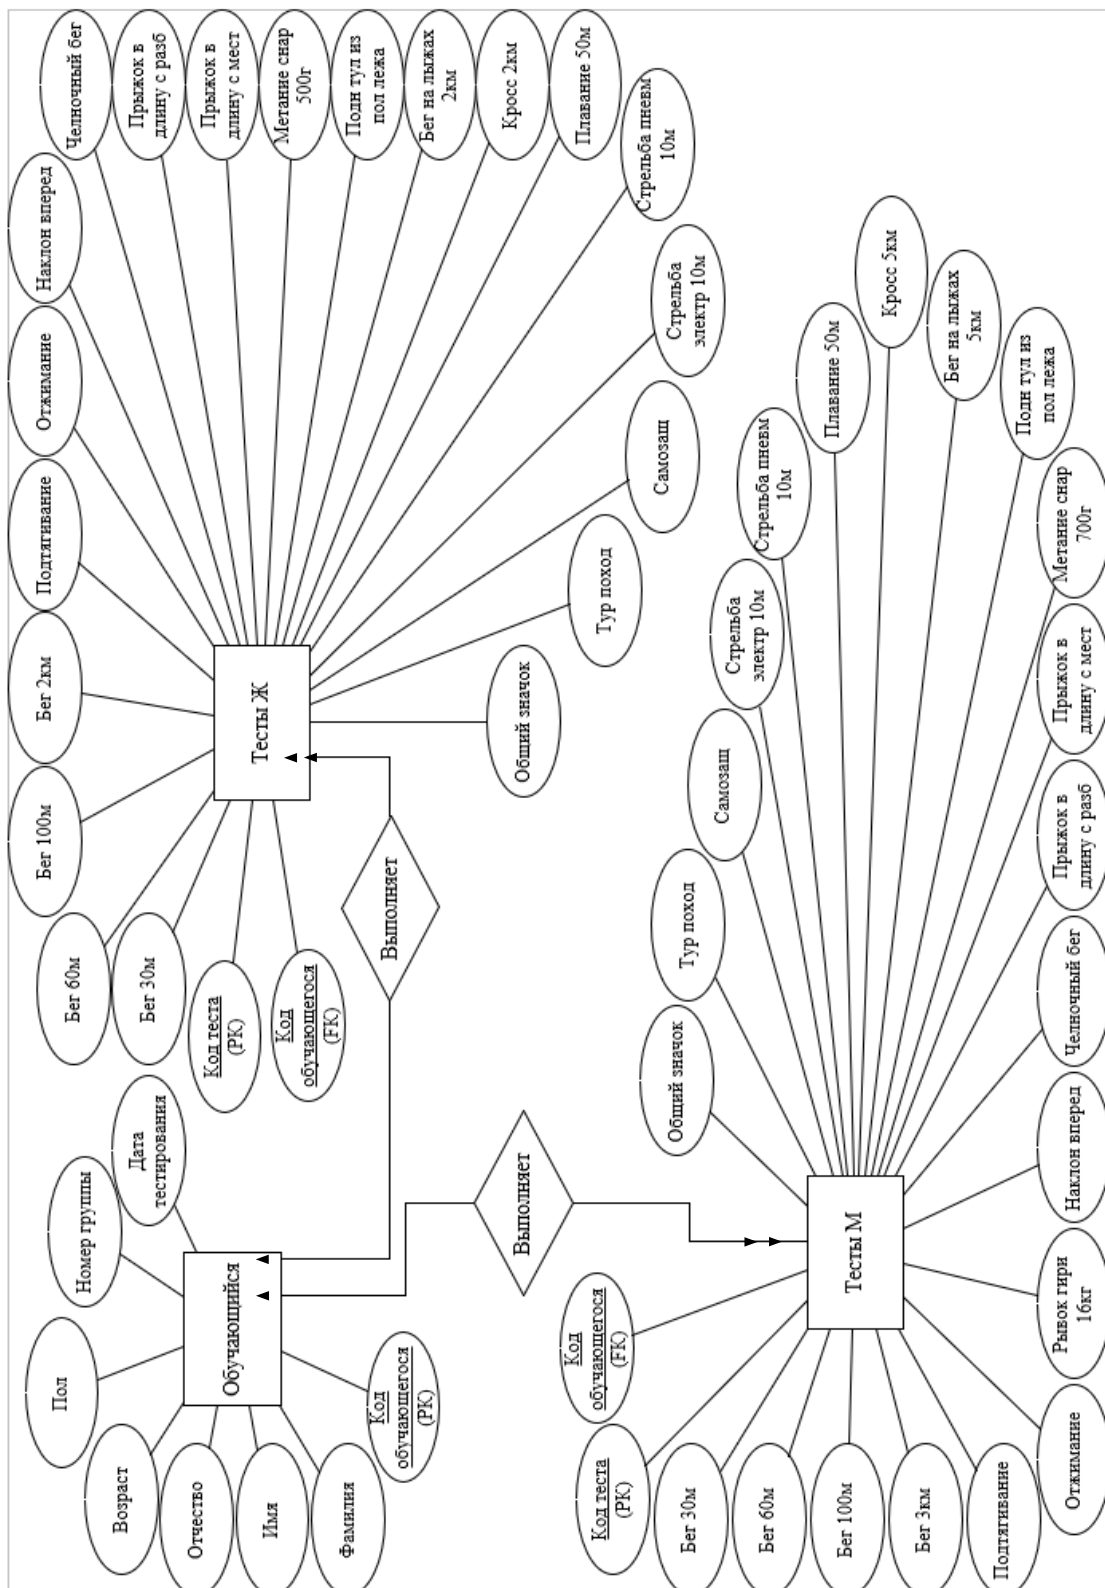 Челночный бег
Прыжок в
длину с разб
Прыжок в
длину с мест
Метание снар
500г
Подн тул из
пол лежа
Бег на лыжах
2км
Кросс 2км
Плавание 50м
Стрельба пневм
10м
Стрельба
электр 10м
Самозащ
Тур поход
Общий значок
Наклон вперед
Отжимание
Подтягивание
Бег 2км
Бег 100м
Бег 60м
Бег 30м
Код теста
(PK)
Код
обучающегося
(FK)
Тесты Ж
Выполняет
Дата
тестирования
Номер группы
Пол
Возраст
Отчество
Имя
Фамилия
Код
обучающегося
(PK)
Обучающийся
Выполняет
Тесты М
Код
обучающегося
(FK)
Код теста
(PK)
Бег 30м
Бег 60м
Бег 100м
Бег 3км
Подтягивание
Отжимание
Рывок гири
16кг
Наклон вперед
Челночный бег
Прыжок в
длину с разб
Прыжок в
длину с мест
Метание снар
700г
Подн тул из
пол лежа
Бег на лыжах
5км
Кросс 5км
Плавание 50м
Стрельба пневм
10м
Стрельба
электр 10м
Самозащ
Тур поход
Общий значок